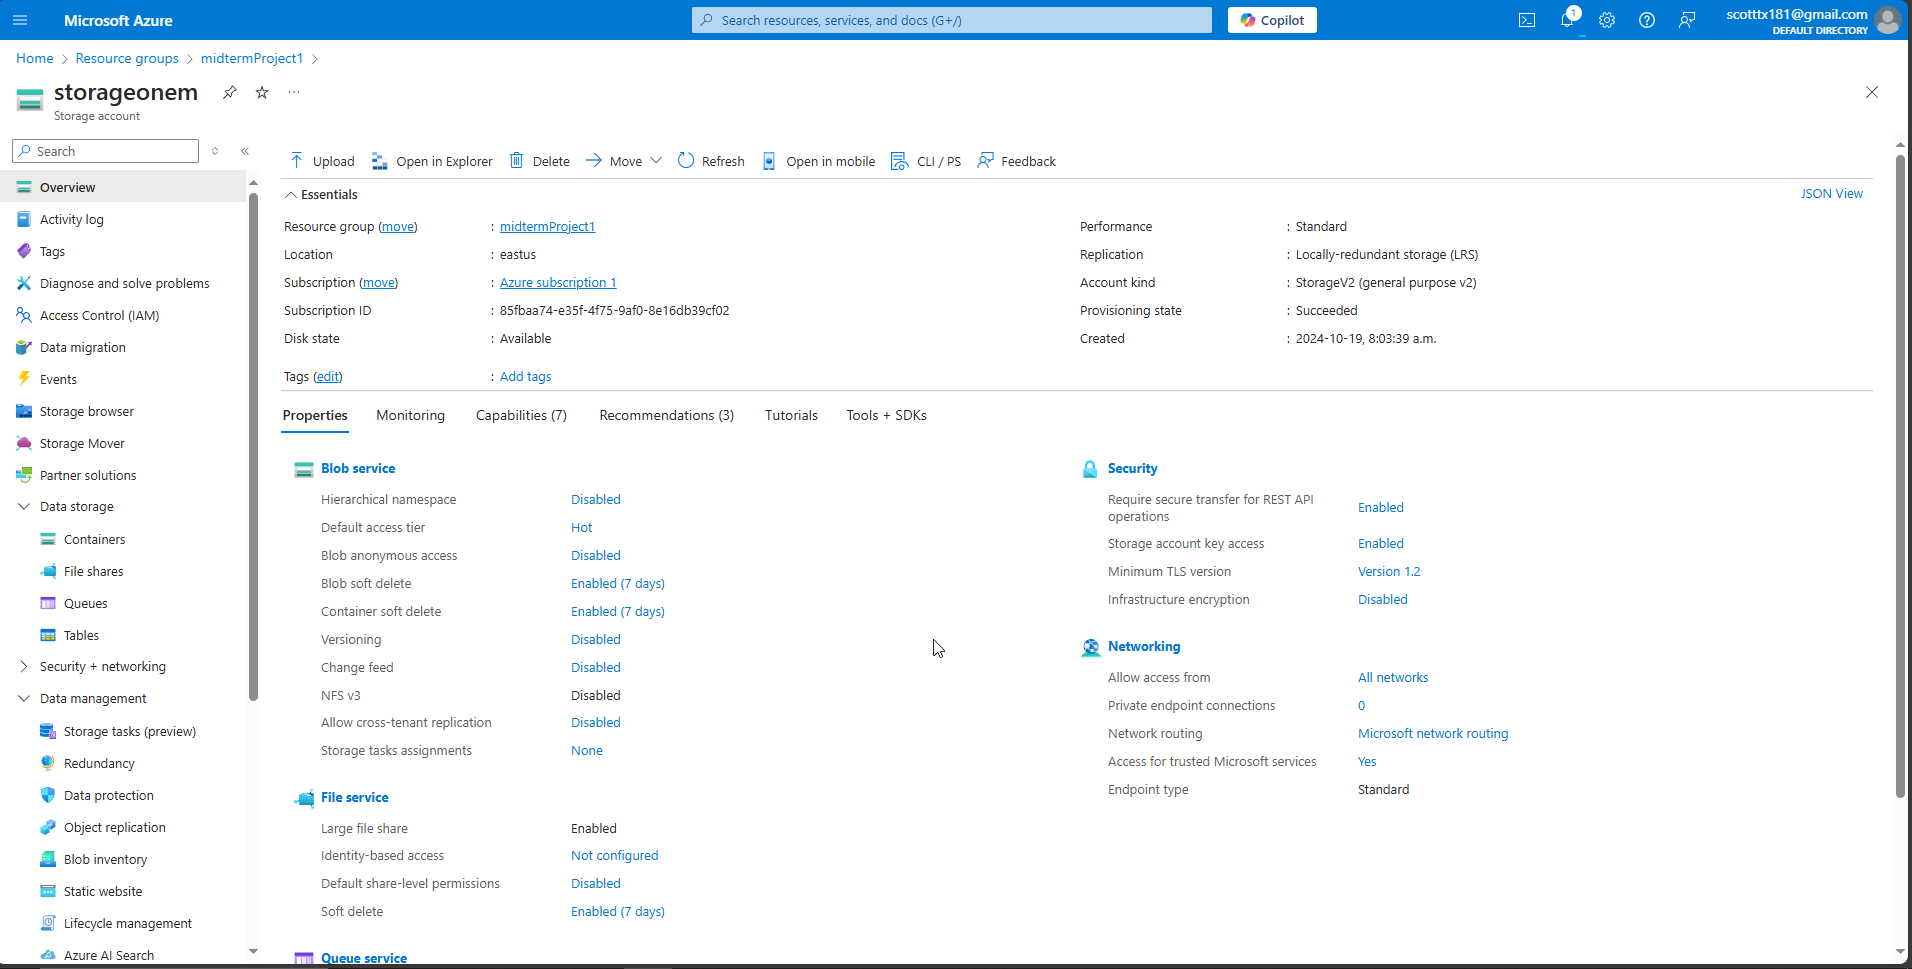 Microsoft Azure
Search resources, services, and docs (G+/)
Copilot
1
scotttx181@gmail.com
DEFAULT DIRECTORY
Home > Resource groups > midtermProject1 >
storageonem
Storage account
Search
Overview
Activity log
Tags
Diagnose and solve problems
Access Control (IAM)
Data migration
Events
Storage browser
Storage Mover
Partner solutions
Data storage
Containers
File shares
Queues
Tables
Security + networking
Data management
Storage tasks (preview)
Redundancy
Data protection
Object replication
Blob inventory
Static website
Lifecycle management
Azure AI Search
Upload Open in Explorer Delete Move Refresh Open in mobile CLI / PS Feedback
Essentials
JSON View
Resource group (move) : midtermProject1
Location : eastus
Subscription (move) : Azure subscription 1
Subscription ID : 85fbaa74-e35f-4f75-9af0-8e16db39cf02
Disk state : Available
Performance : Standard
Replication : Locally-redundant storage (LRS)
Account kind : StorageV2 (general purpose v2)
Provisioning state : Succeeded
Created : 2024-10-19, 8:03:39 a.m.
Tags (edit) : Add tags
Properties Monitoring Capabilities (7) Recommendations (3) Tutorials Tools + SDKs
Blob service
Hierarchical namespace Disabled
Default access tier Hot
Blob anonymous access Disabled
Blob soft delete Enabled (7 days)
Container soft delete Enabled (7 days)
Versioning Disabled
Change feed Disabled
NFS v3 Disabled
Allow cross-tenant replication Disabled
Storage tasks assignments None
File service
Large file share Enabled
Identity-based access Not configured
Default share-level permissions Disabled
Soft delete Enabled (7 days)
Queue service
Security
Require secure transfer for REST API
operations Enabled
Storage account key access Enabled
Minimum TLS version Version 1.2
Infrastructure encryption Disabled
Networking
Allow access from All networks
Private endpoint connections 0
Network routing Microsoft network routing
Access for trusted Microsoft services Yes
Endpoint type Standard